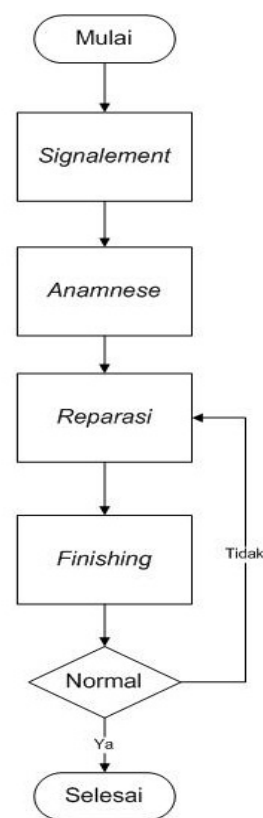 Mulai
Signalement
Anamnese
Reparasi
Finishing
Tidak
Normal
Ya
Selesai